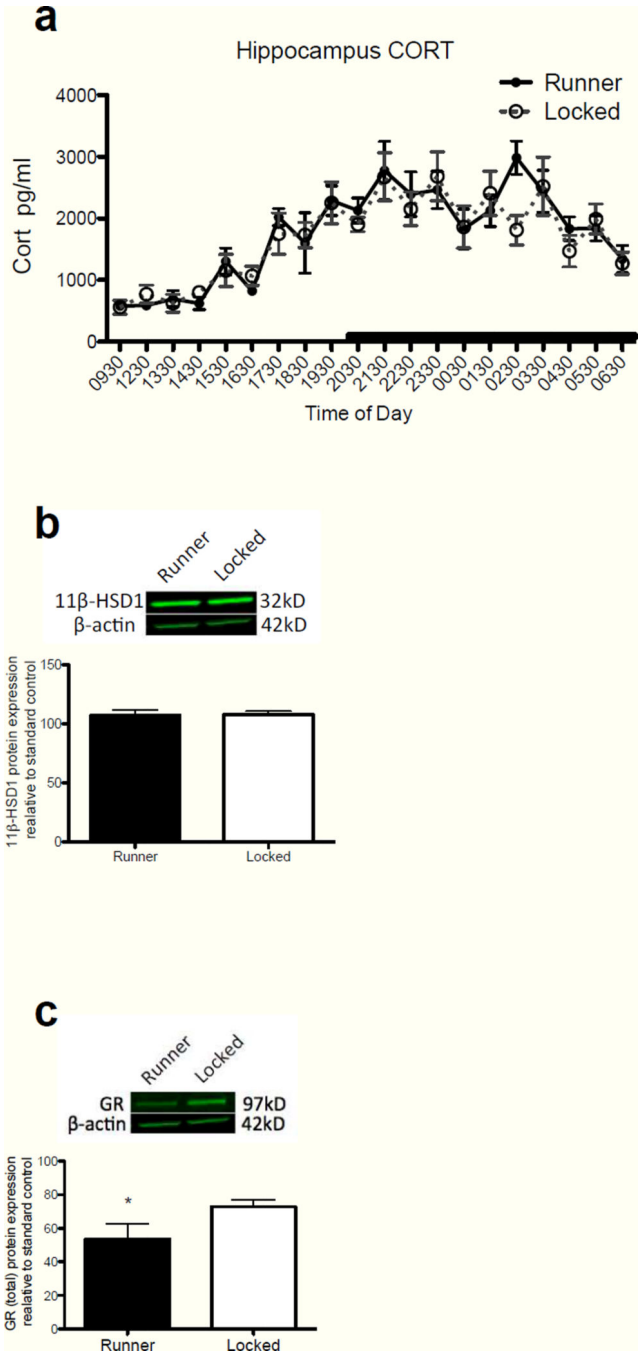 a
Hippocampus CORT
Runner
Locked
Cort pg/ml
4000
3000
2000
1000
0
0930 1230 1330 1430 1530 1630 1730 1830 1930 2030 2130 2230 2330 0030 0130 0230 0330 0430 0530 0630
Time of Day
b
Runner Locked
11β-HSD1 32kD
β-actin 42kD
11β-HSD1 protein expression
realative to standard control
150
100
50
0
Runner Locked
c
Runner Locked
GR 97kD
β-actin 42kD
GR (total) protein expression
realative to standard control
80
60
40
20
0
*
Runner Locked